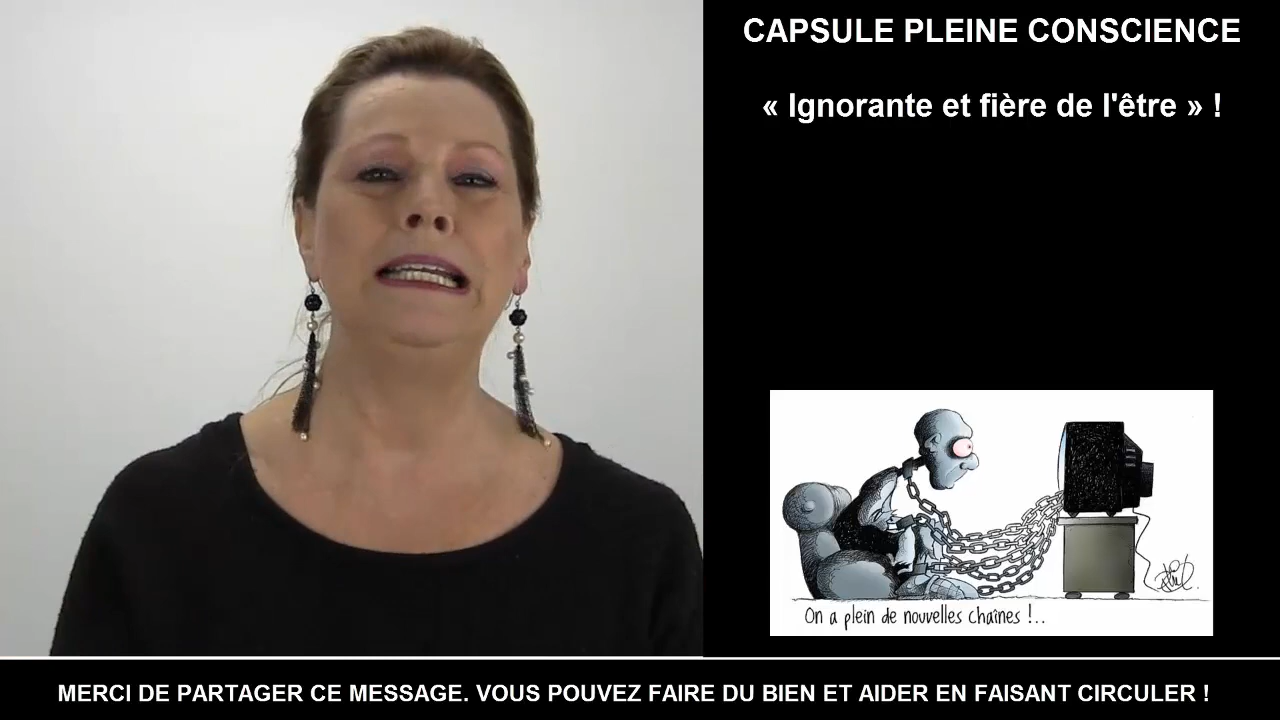 CAPSULE PLEINE CONSCIENCE
« Ignorante et fière de l'être » !
On a plein de nouvelles chaînes !..
MERCI DE PARTAGER CE MESSAGE. VOUS POUVEZ FAIRE DU BIEN ET AIDER EN FAISANT CIRCULER !